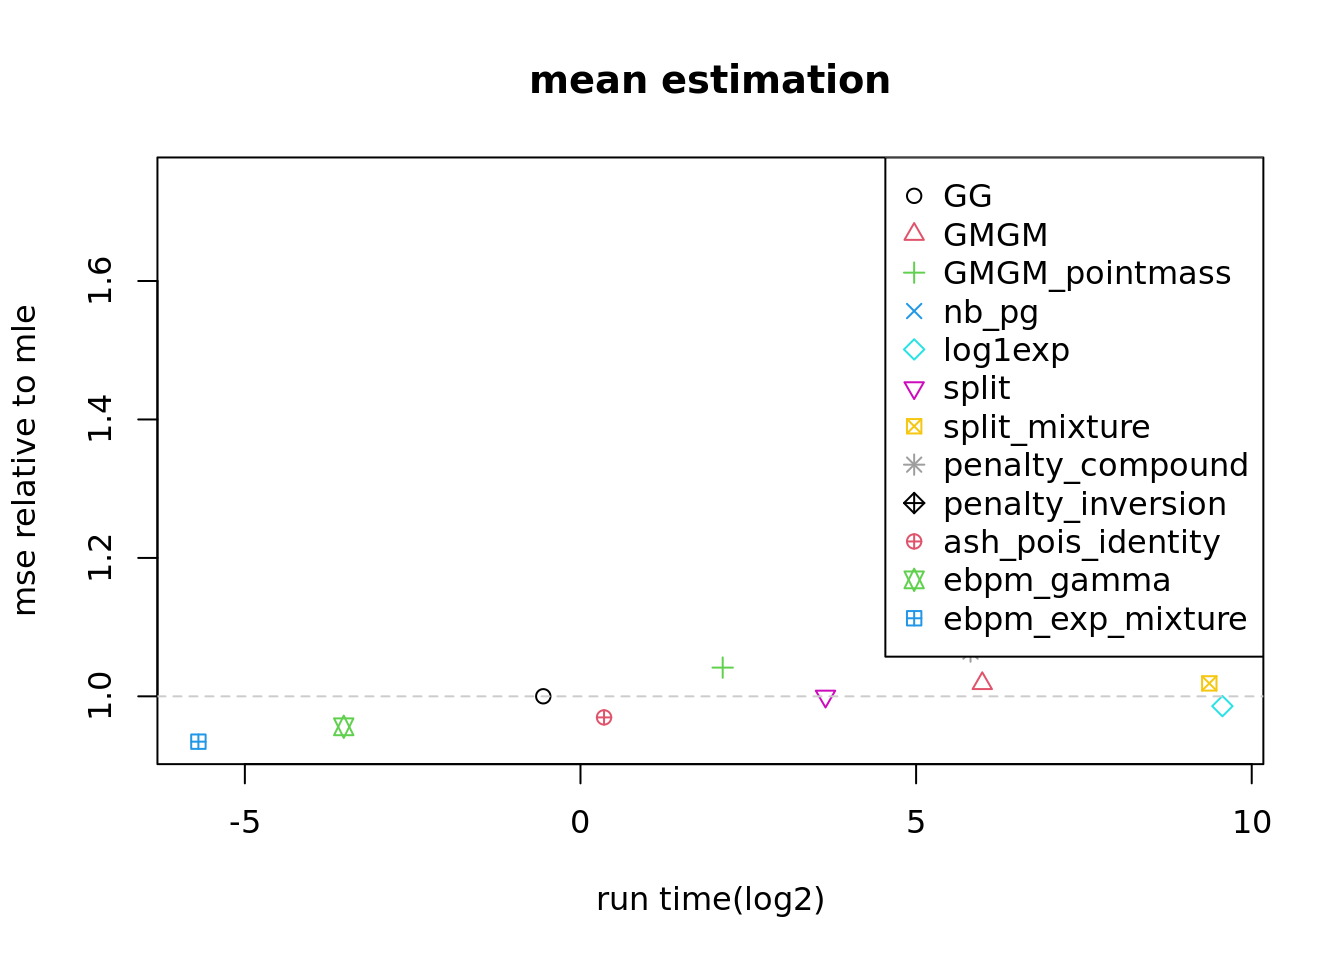 mean estimation
mse relative to mle
1.6
1.4
1.2
1.0
GG
GMGM
GMGM_pointmass
nb_pg
log1exp
split
split_mixture
penalty_compound
penalty_inversion
ash_pois_identity
ebpm_gamma
ebpm_exp_mixture
-5 0 5 10
run time(log2)